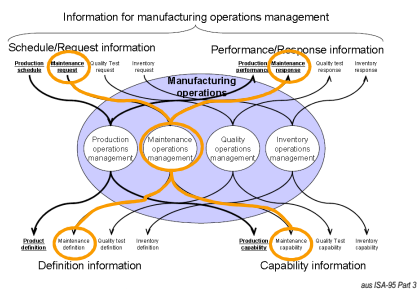 Information for manufacturing operations management
Schedule/Request information
Performance/Response information
Production schedule
Maintenance request
Quality Test request
Inventory request
Production performance
Maintenance response
Quality test response
Inventory response
Manufacturing operations
Production operations management
Maintenance operations management
Quality operations management
Inventory operations management
Product definition
Maintenance definition
Quality test definition
Inventory definition
Production capability
Maintenance capability
Quality Test capability
Inventory capability
Definition information
Capability information
aus ISA-95 Part 3